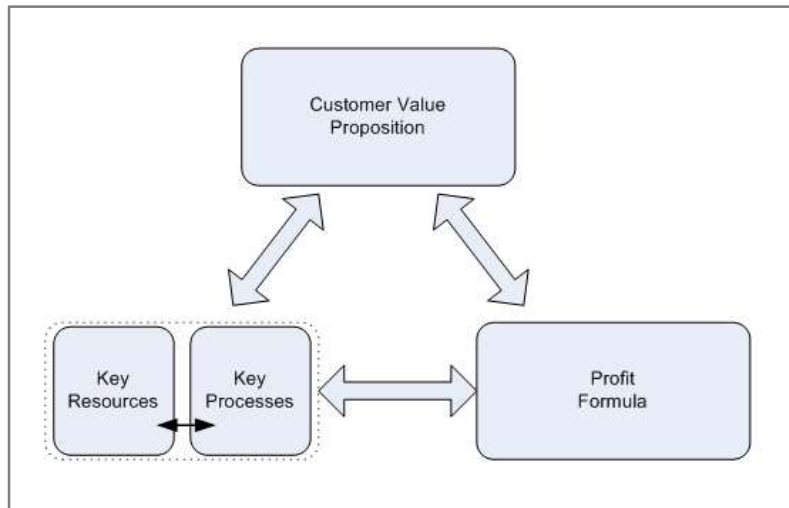 Customer Value
Proposition
Key
Resources
Key
Processes
Profit
Formula